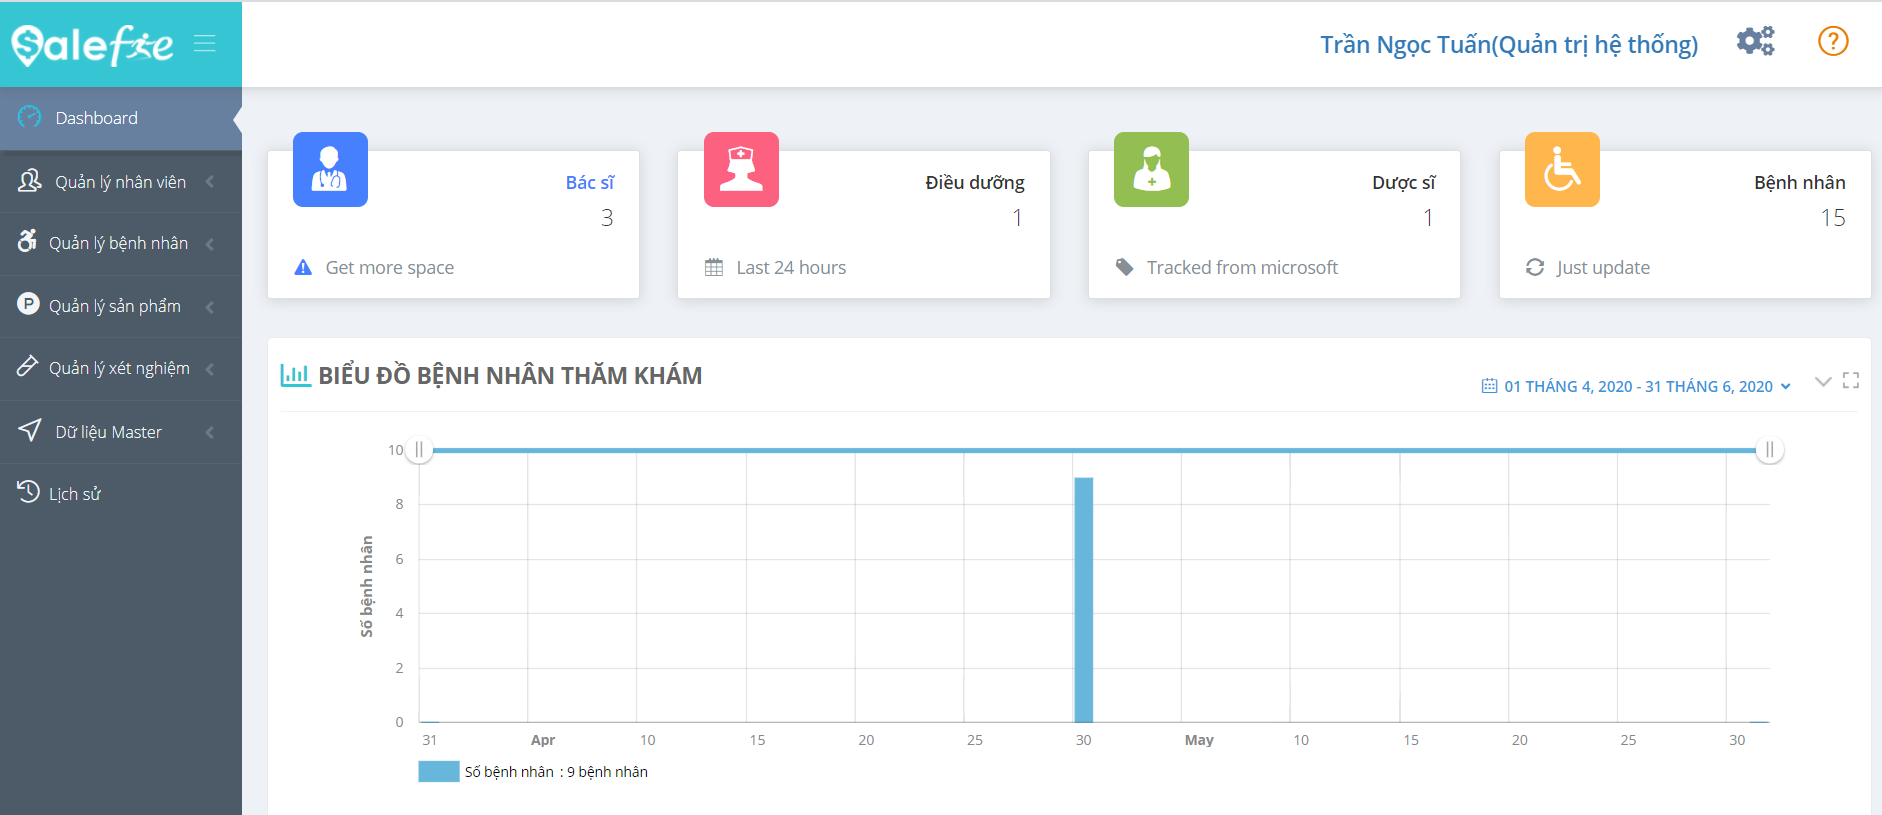 Salefie
Trần Ngọc Tuấn(Quản trị hệ thống)
Dashboard
Quản lý nhân viên
Quản lý bệnh nhân
Quản lý sản phẩm
Quản lý xét nghiệm
Dữ liệu Master
Lịch sử
Bác sĩ
3
Get more space
Điều dưỡng
1
Last 24 hours
Dược sĩ
1
Tracked from microsoft
Bệnh nhân
15
Just update
BIỂU ĐỒ BỆNH NHÂN THĂM KHÁM
01 THÁNG 4, 2020 - 31 THÁNG 6, 2020
Số bệnh nhân
10
8
6
4
2
0
31 Apr 10 15 20 25 30 May 10 15 20 25 30
Số bệnh nhân : 9 bệnh nhân